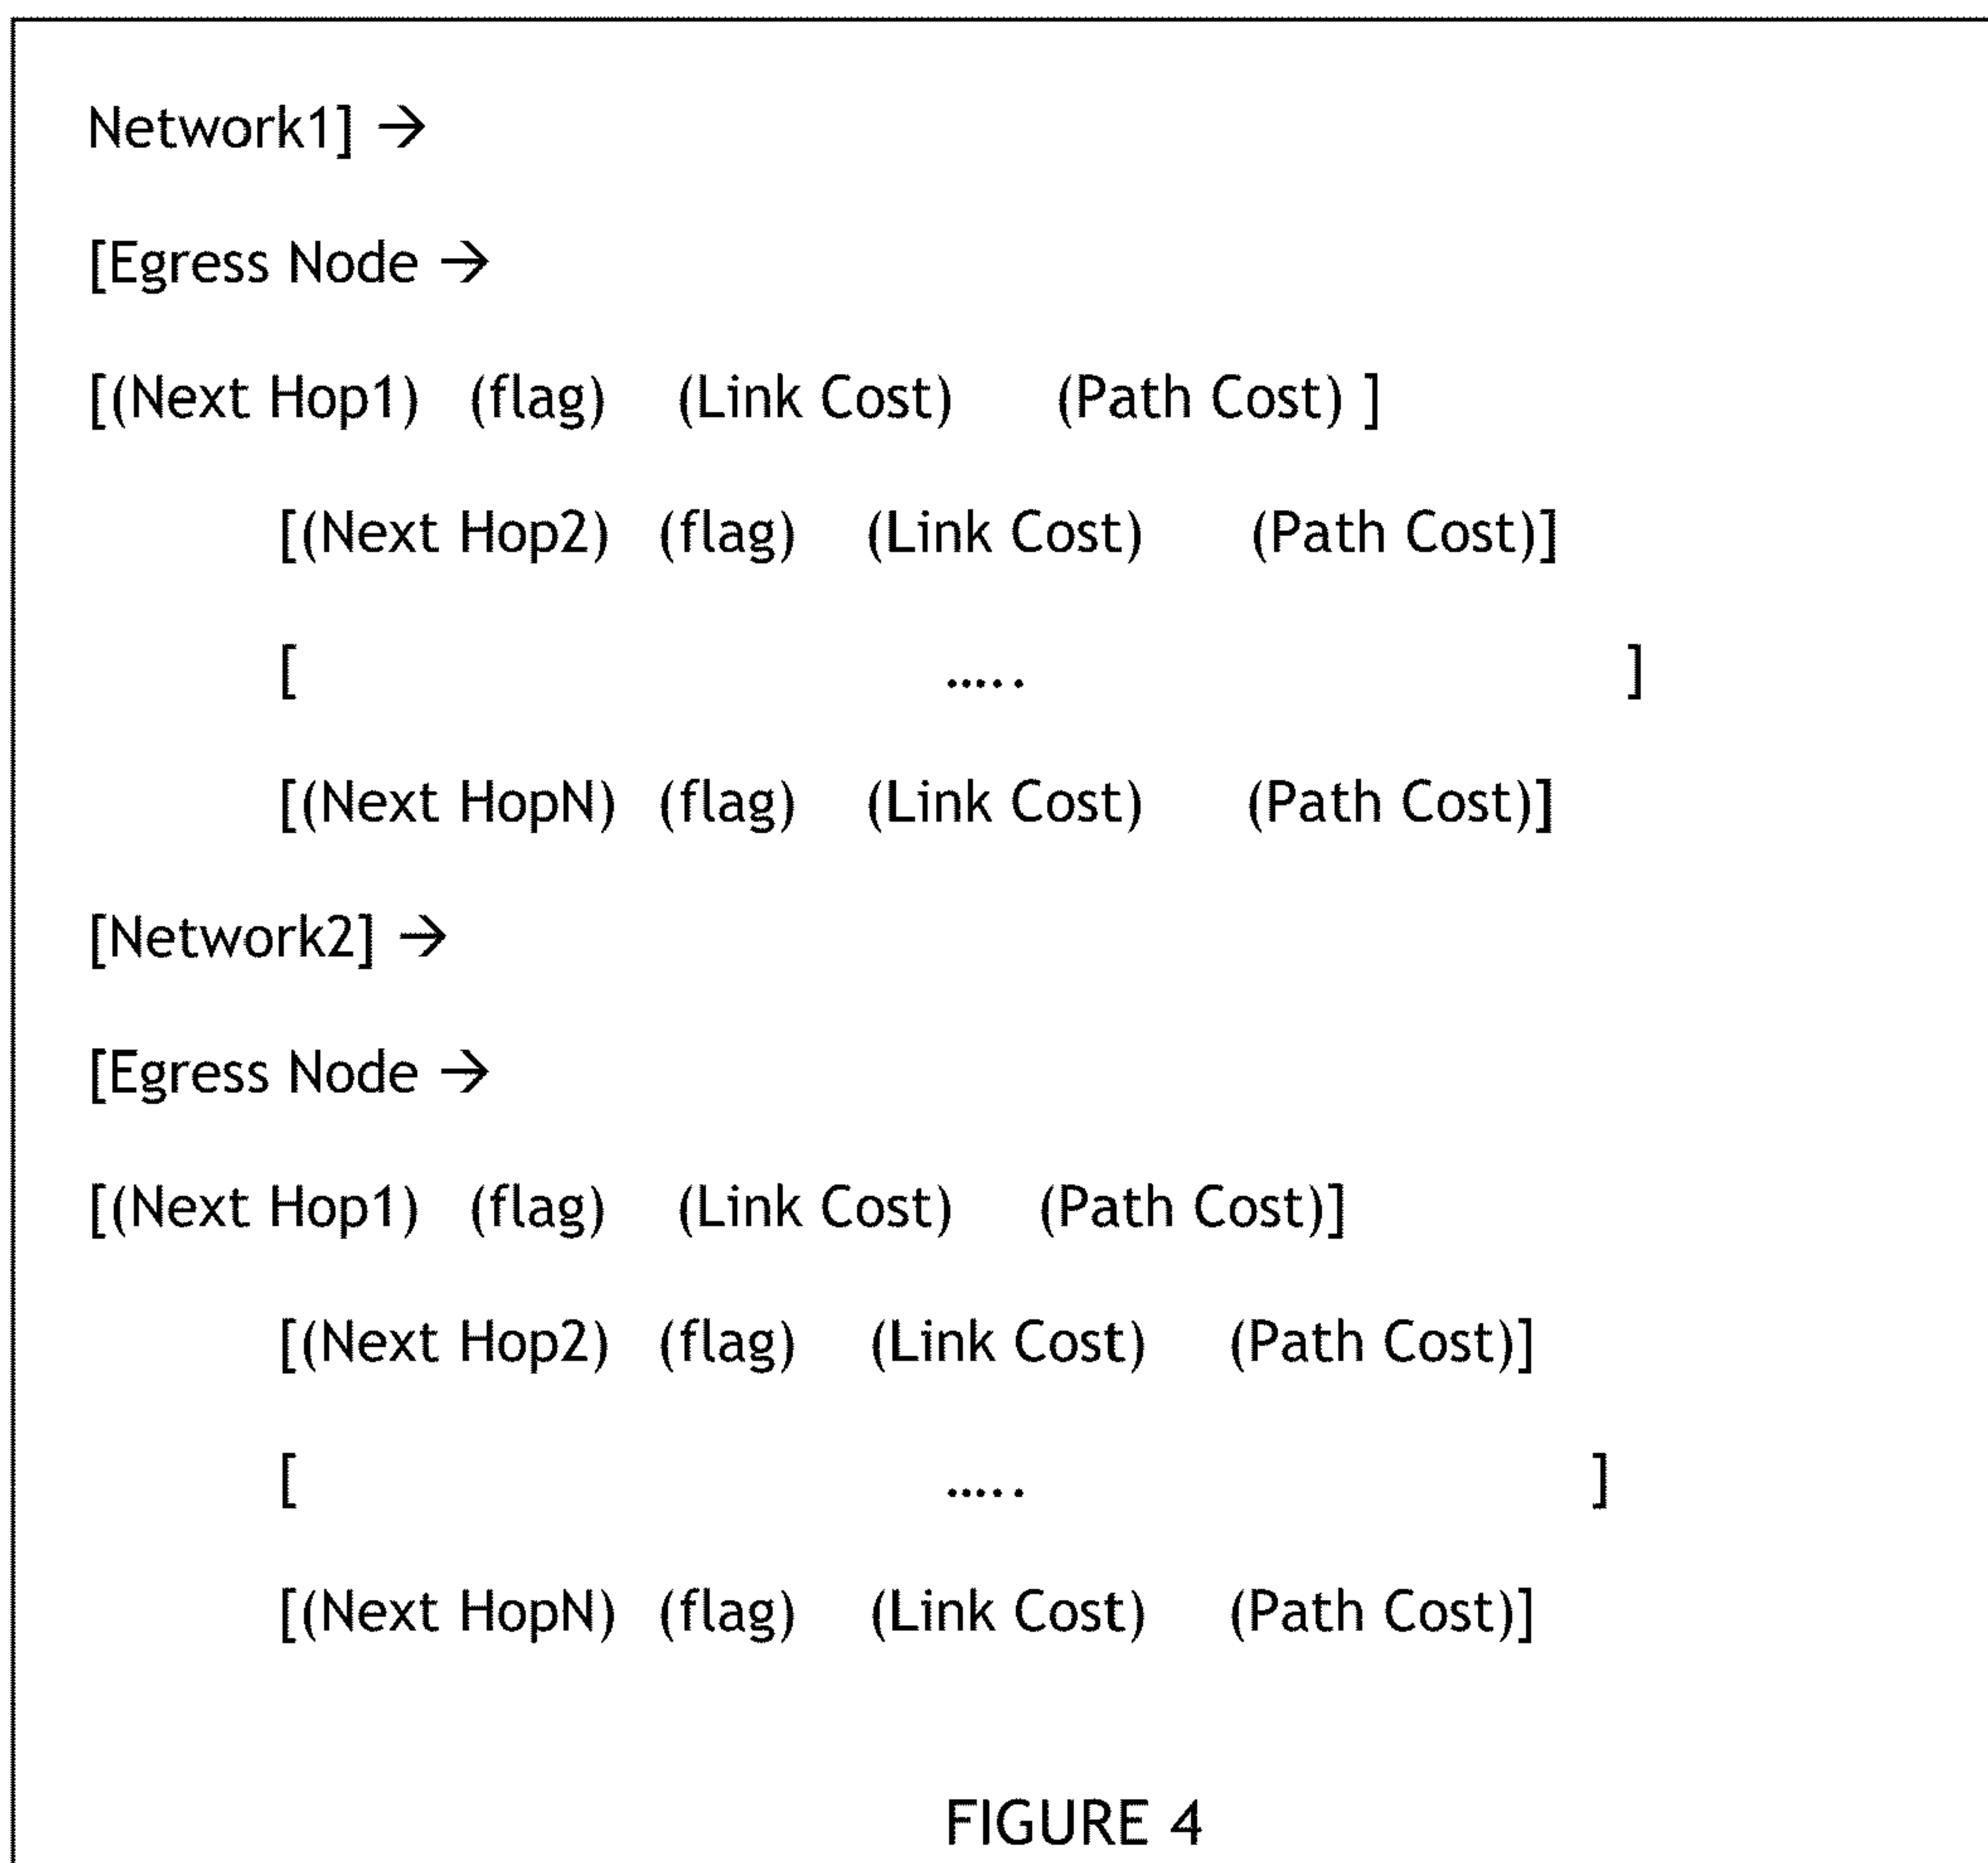 Network1] →
[Egress Node →
[(Next Hop1) (flag) (Link Cost) (Path Cost) ]
[(Next Hop2) (flag) (Link Cost) (Path Cost)]
[ ..... ]
[(Next HopN) (flag) (Link Cost) (Path Cost)]
[Network2] →
[Egress Node →
[(Next Hop1) (flag) (Link Cost) (Path Cost)]
[(Next Hop2) (flag) (Link Cost) (Path Cost)]
[ ..... ]
[(Next HopN) (flag) (Link Cost) (Path Cost)]
FIGURE 4